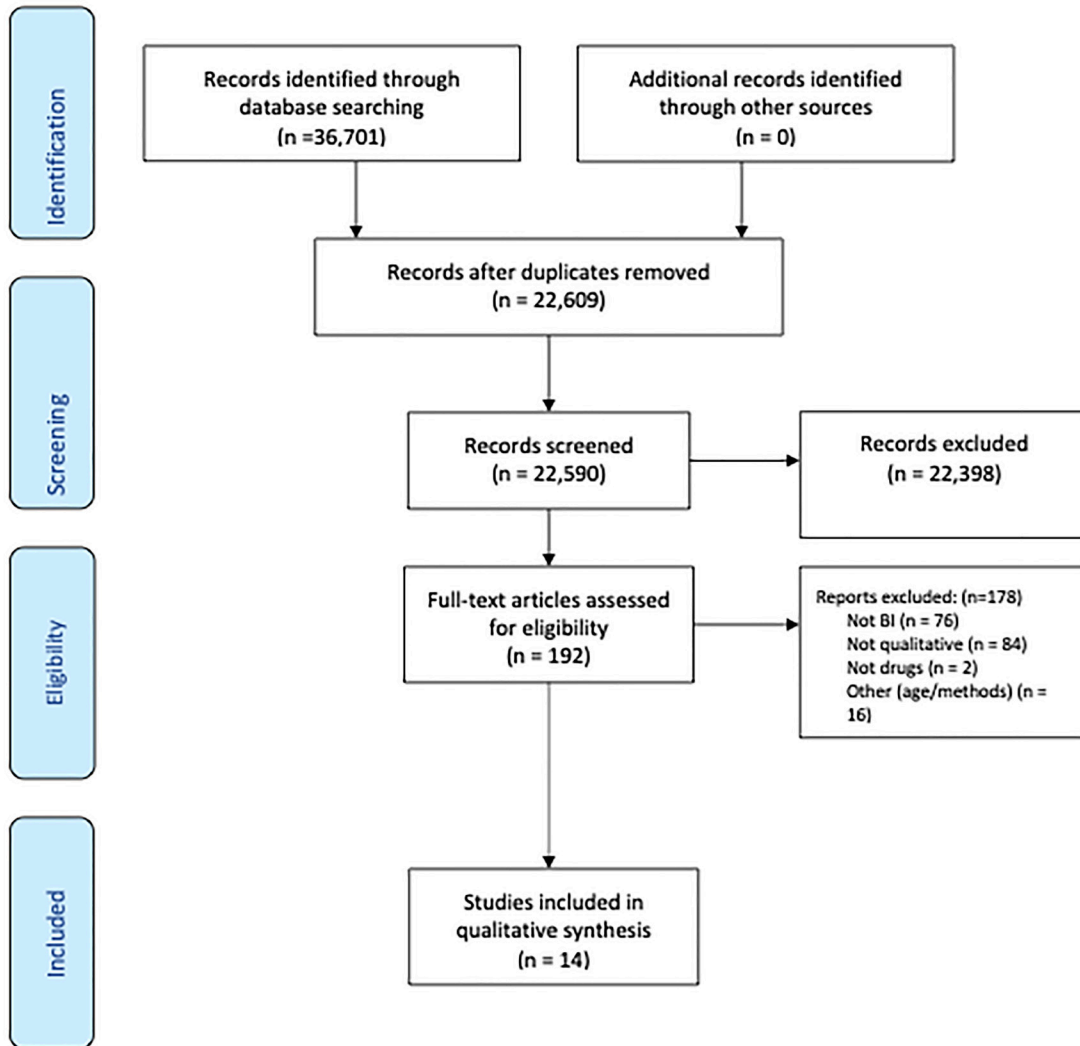 Identification
Records identified through
database searching
(n =36,701)
Additional records identified
through other sources
(n = 0)
Records after duplicates removed
(n = 22,609)
Screening
Records screened
(n = 22,590)
Records excluded
(n = 22,398)
Eligibility
Full-text articles assessed
for eligibility
(n = 192)
Reports excluded: (n=178)
Not BI (n = 76)
Not qualitative (n = 84)
Not drugs (n = 2)
Other (age/methods) (n =
16)
Included
Studies included in
qualitative synthesis
(n = 14)